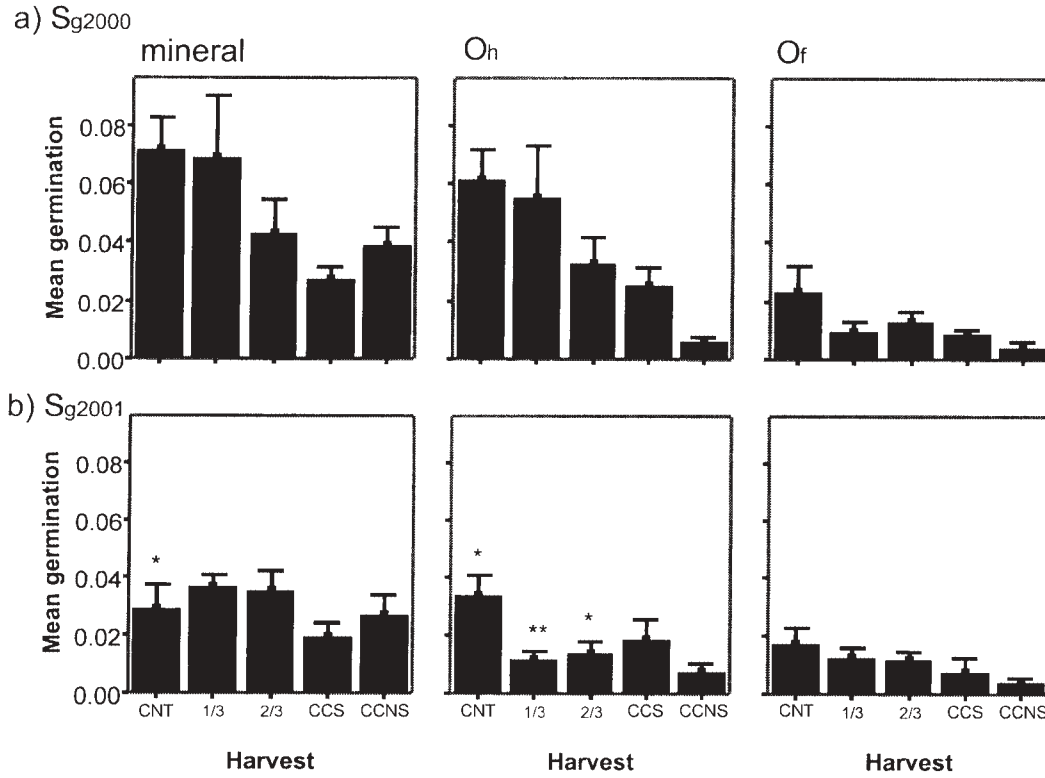 a) Sg2000
mineral Oh Of
Mean germination
0.08
0.06
0.04
0.02
0.00
b) Sg2001
Mean germination
0.08
0.06
0.04
0.02
0.00
*
* ** *
CNT 1/3 2/3 CCS CCNS
CNT 1/3 2/3 CCS CCNS
CNT 1/3 2/3 CCS CCNS
Harvest Harvest Harvest